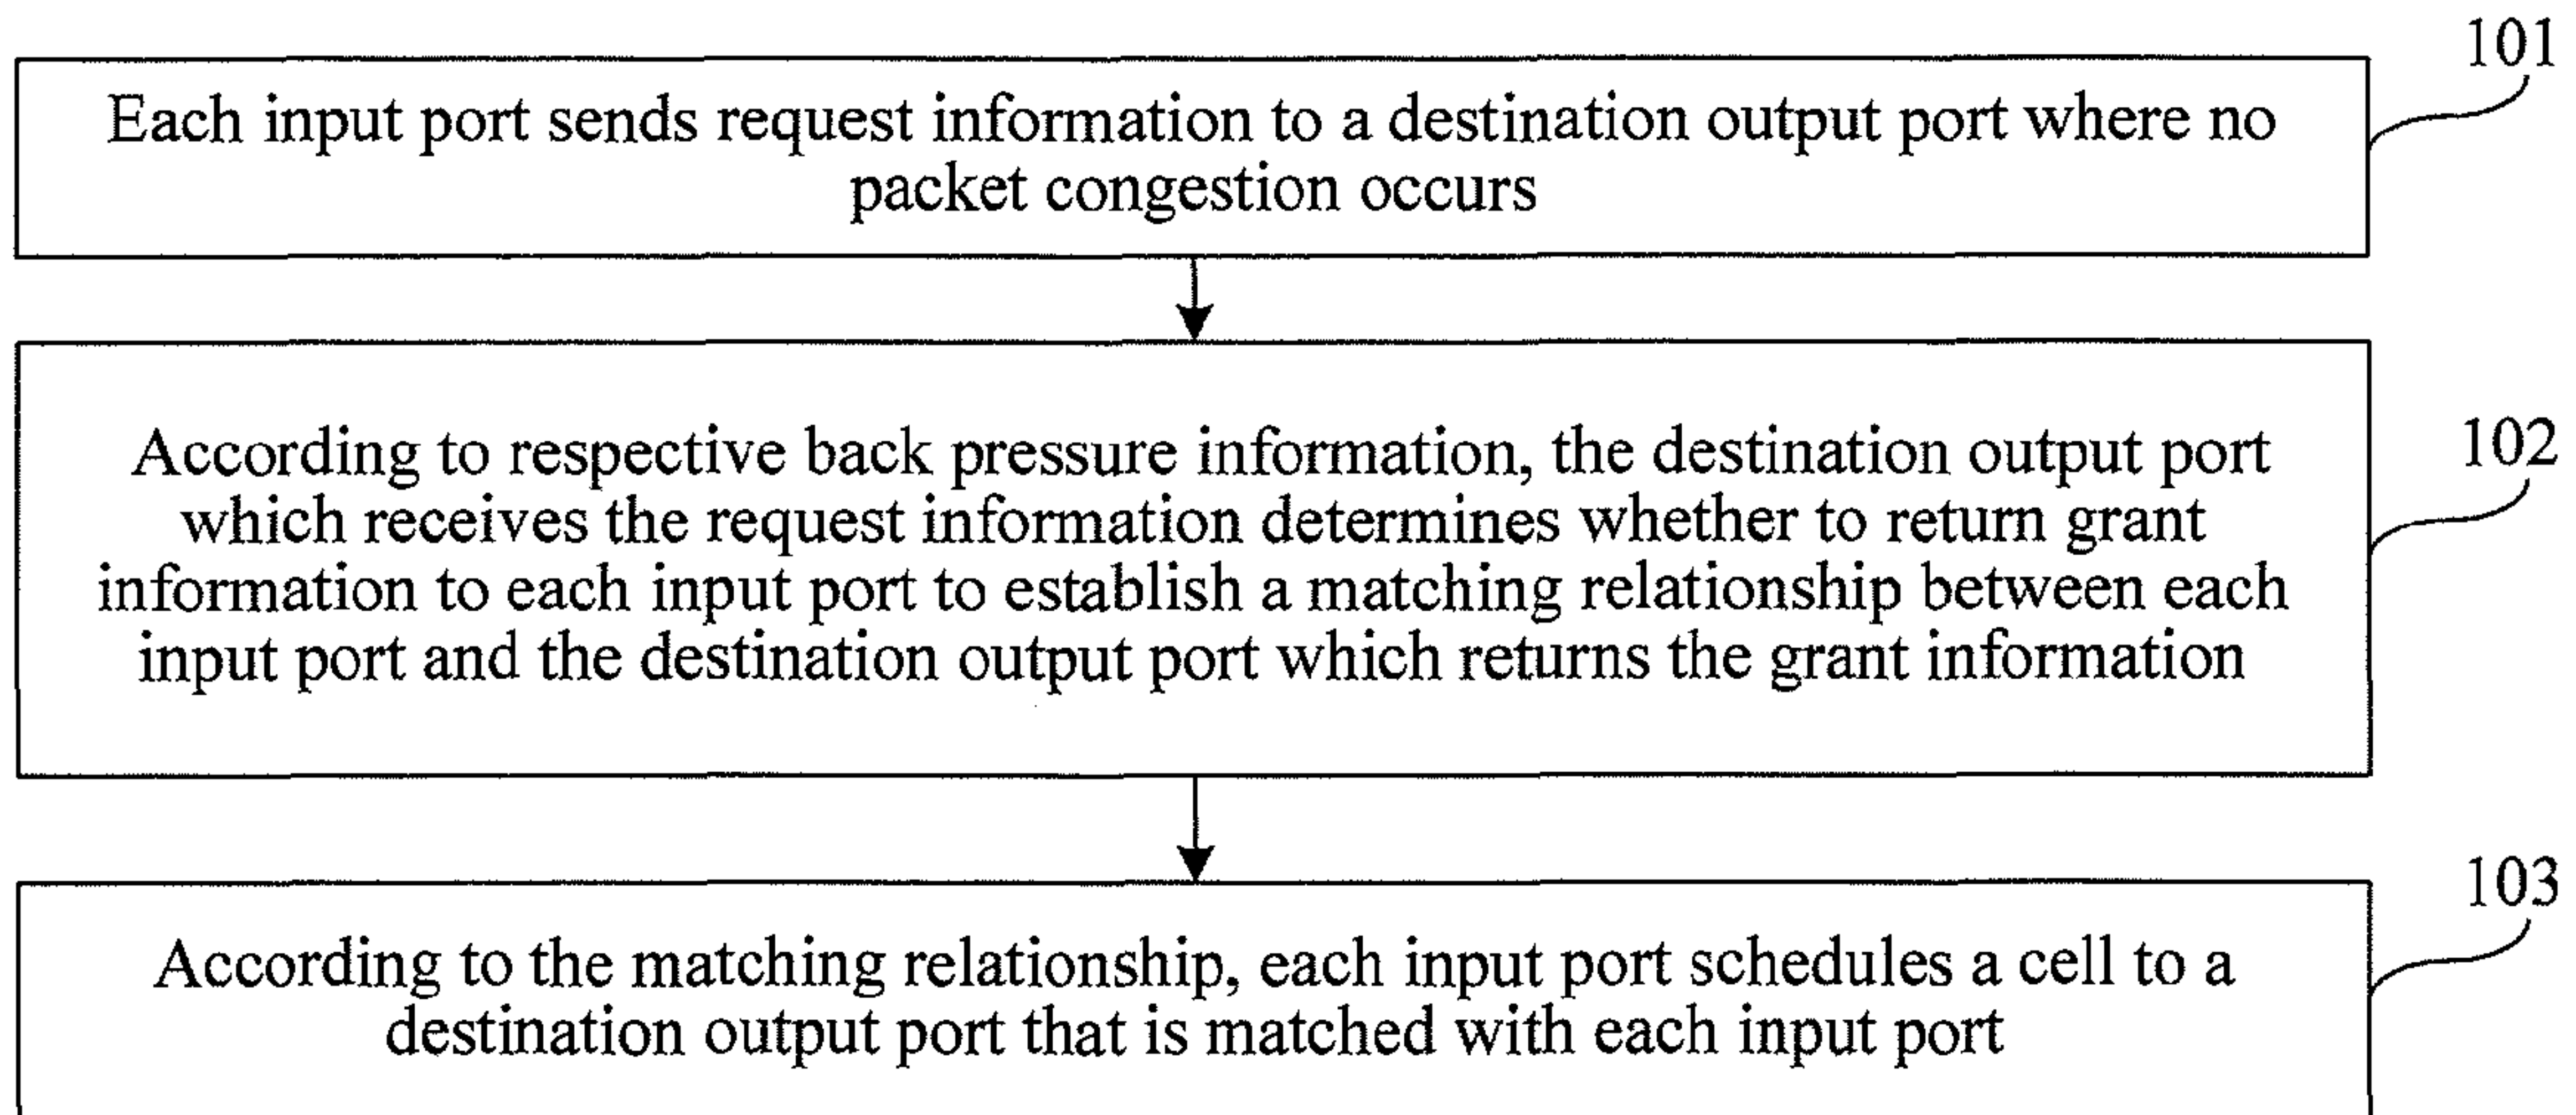 101
Each input port sends request information to a destination output port where no
packet congestion occurs
102
According to respective back pressure information, the destination output port
which receives the request information determines whether to return grant
information to each input port to establish a matching relationship between each
input port and the destination output port which returns the grant information
103
According to the matching relationship, each input port schedules a cell to a
destination output port that is matched with each input port